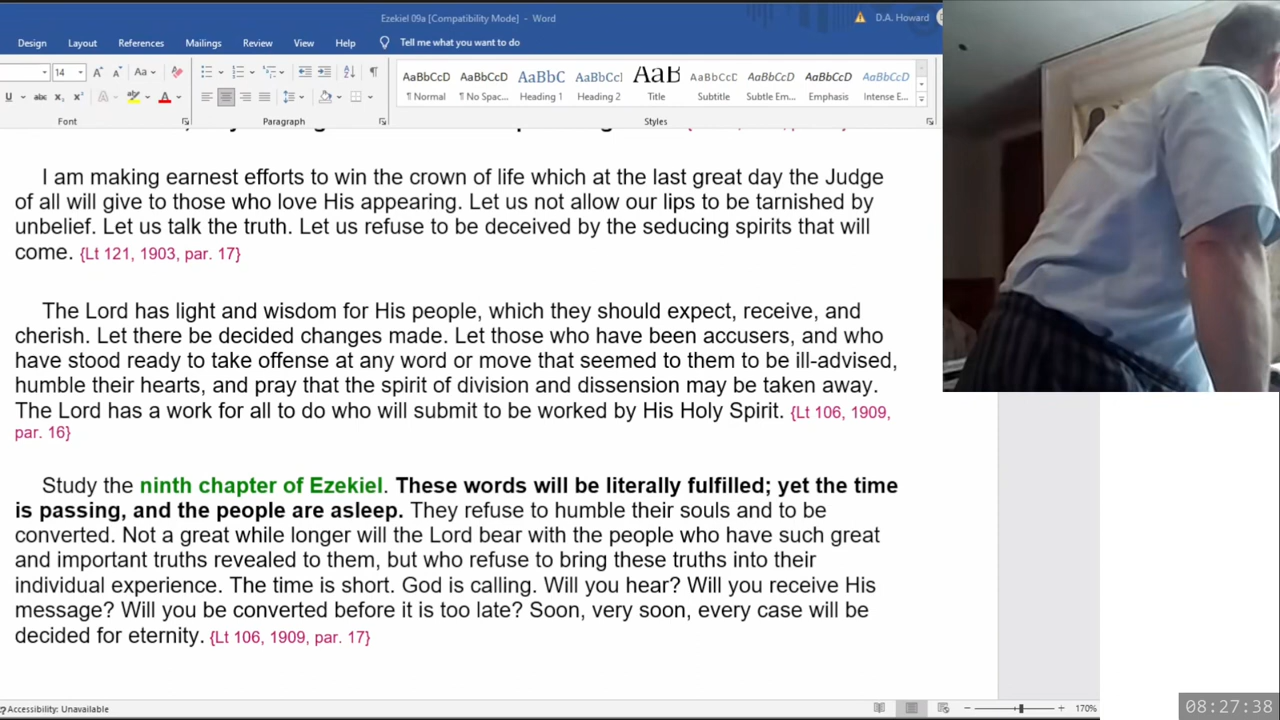 Ezekiel 09a [Compatibility Mode] - Word
D.A. Howard
Design Layout References Mailings Review View Help Tell me what you want to do
14 Aa
AaBbCcD AaBbCcD AaBbC AaBbCcI AaB AaBbCcD AaBbCcD AaBbCcD AaBbCcD
¶ Normal ¶ No Spac... Heading 1 Heading 2 Title Subtitle Subtle Em... Emphasis Intense E...
Font Paragraph Styles
I am making earnest efforts to win the crown of life which at the last great day the Judge
of all will give to those who love His appearing. Let us not allow our lips to be tarnished by
unbelief. Let us talk the truth. Let us refuse to be deceived by the seducing spirits that will
come. {Lt 121, 1903, par. 17}
The Lord has light and wisdom for His people, which they should expect, receive, and
cherish. Let there be decided changes made. Let those who have been accusers, and who
have stood ready to take offense at any word or move that seemed to them to be ill-advised,
humble their hearts, and pray that the spirit of division and dissension may be taken away.
The Lord has a work for all to do who will submit to be worked by His Holy Spirit. {Lt 106, 1909,
par. 16}
Study the ninth chapter of Ezekiel. These words will be literally fulfilled; yet the time
is passing, and the people are asleep. They refuse to humble their souls and to be
converted. Not a great while longer will the Lord bear with the people who have such great
and important truths revealed to them, but who refuse to bring these truths into their
individual experience. The time is short. God is calling. Will you hear? Will you receive His
message? Will you be converted before it is too late? Soon, very soon, every case will be
decided for eternity. {Lt 106, 1909, par. 17}
Accessibility: Unavailable
170%
08:27:38